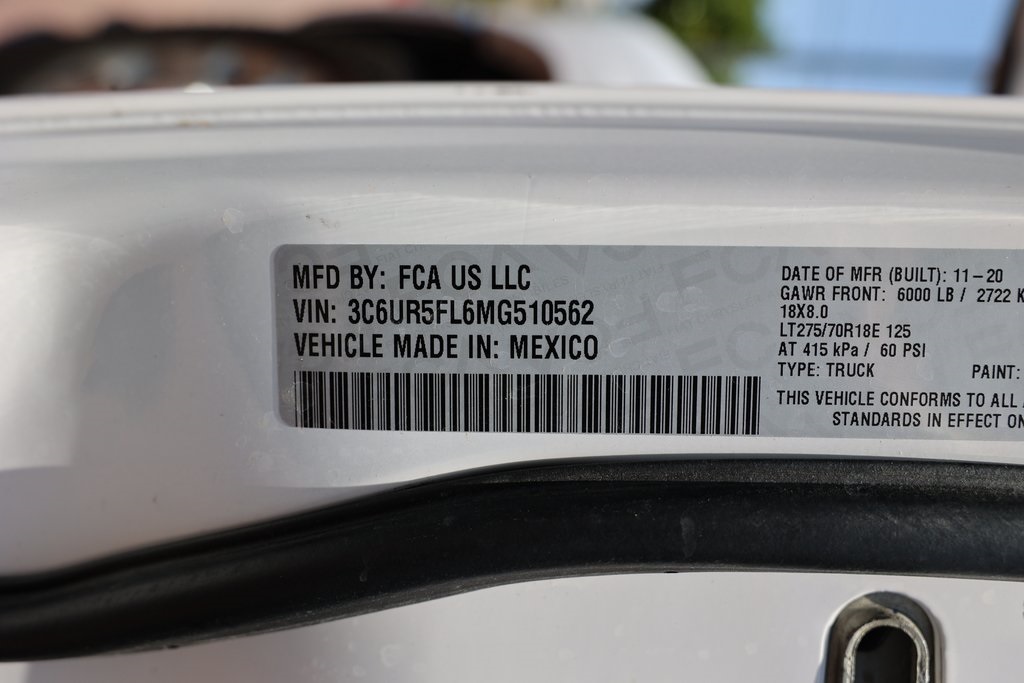 MFD BY: FCA US LLC
VIN: 3C6UR5FL6MG510562
VEHICLE MADE IN: MEXICO
DATE OF MFR (BUILT): 11-20
GAWR FRONT: 6000 LB / 2722 K
18X8.0
LT275/70R18E 125
AT 415 kPa / 60 PSI
TYPE: TRUCK PAINT:
THIS VEHICLE CONFORMS TO ALL
STANDARDS IN EFFECT ON